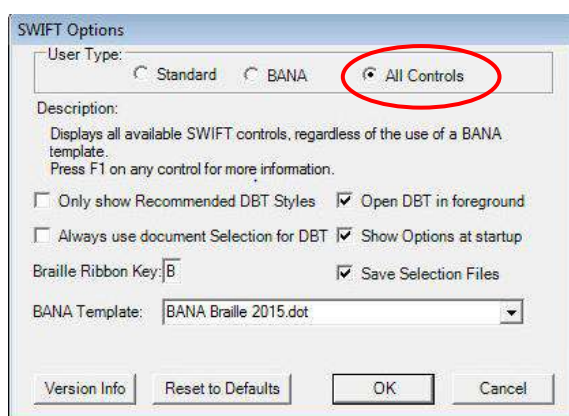 SWIFT Options
User Type:
Standard BANA All Controls
Description:
Displays all available SWIFT controls, regardless of the use of a BANA
template.
Press F1 on any control for more information.
Only show Recommended DBT Styles Open DBT in foreground
Always use document Selection for DBT Show Options at startup
Braille Ribbon Key: B Save Selection Files
BANA Template: BANA Braille 2015.dot
Version Info Reset to Defaults OK Cancel